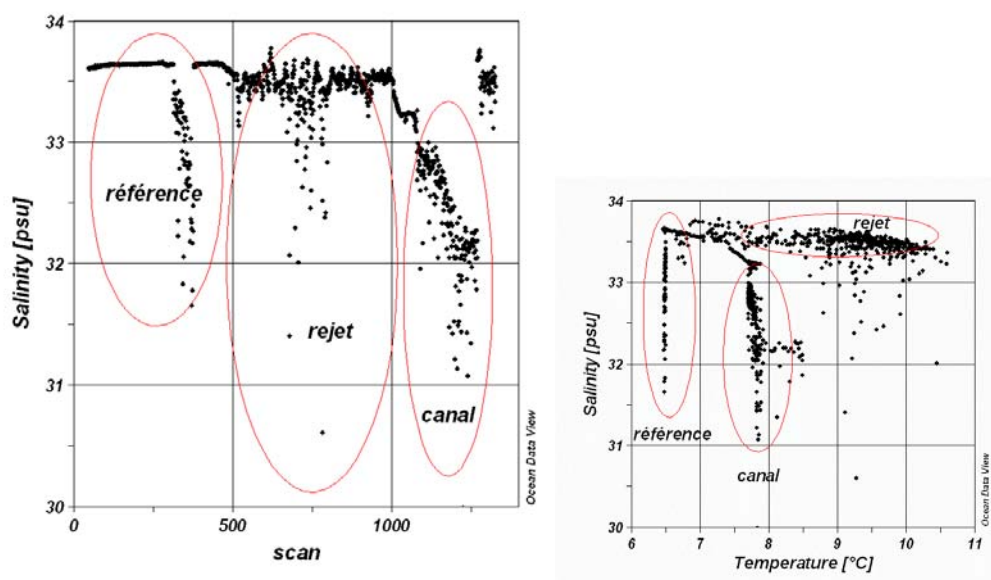 34
33
32
31
30
Salinity [psu]
référence
rejet
canal
0
500
1000
scan
Ocean Data View
34
33
32
31
30
Salinity [psu]
rejet
référence
canal
6
7
8
9
10
11
Temperature [°C]
Ocean Data View